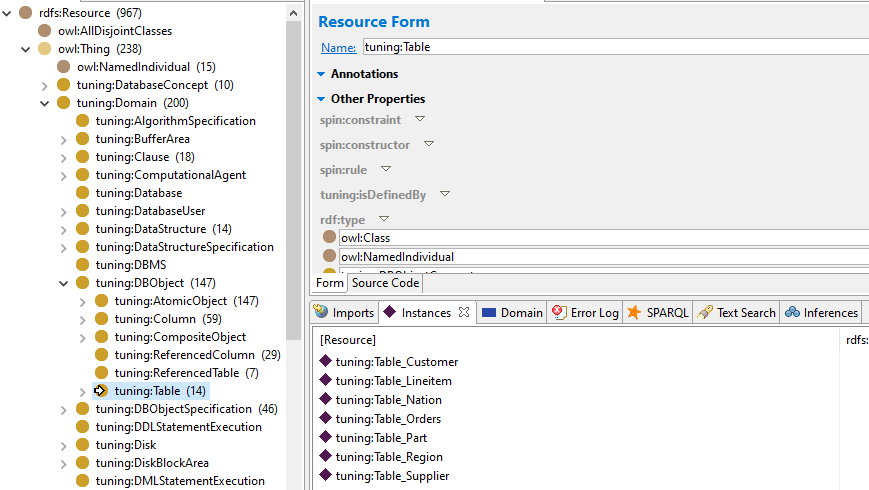 rdfs:Resource (967)
owl:AllDisjointClasses
owl:Thing (238)
owl:NamedIndividual (15)
tuning:DatabaseConcept (10)
tuning:Domain (200)
tuning:AlgorithmSpecification
tuning:BufferArea
tuning:Clause (18)
tuning:ComputationalAgent
tuning:Database
tuning:DatabaseUser
tuning:DataStructure (14)
tuning:DataStructureSpecification
tuning:DBMS
tuning:DBObject (147)
tuning:AtomicObject (147)
tuning:Column (59)
tuning:CompositeObject
tuning:ReferencedColumn (29)
tuning:ReferencedTable (7)
tuning:Table (14)
tuning:DBObjectSpecification (46)
tuning:DDLStatementExecution
tuning:Disk
tuning:DiskBlockArea
tuning:DMLStatementExecution
Resource Form
Name: tuning:Table
Annotations
Other Properties
spin:constraint
spin:constructor
spin:rule
tuning:isDefinedBy
rdf:type
owl:Class
owl:NamedIndividual
Form Source Code
Imports Instances Domain Error Log SPARQL Text Search Inferences
[Resource] rdfs:
tuning:Table_Customer
tuning:Table_Lineitem
tuning:Table_Nation
tuning:Table_Orders
tuning:Table_Part
tuning:Table_Region
tuning:Table_Supplier